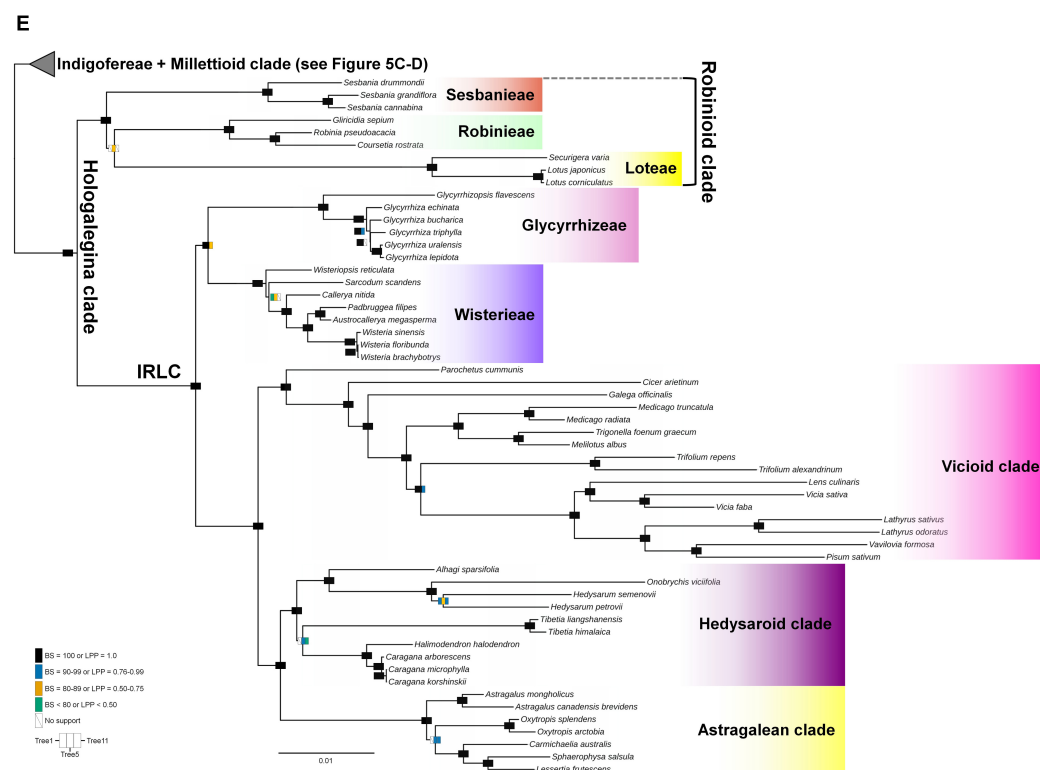 E
Indigofereae + Millettioid clade (see Figure 5C-D)
Sesbania drummondii
Sesbania grandiflora
Sesbania cannabina
Sesbanieae
Gliricidia sepium
Robinia pseudoacacia
Coursetia rostrata
Robinieae
Securigera varia
Lotus japonicus
Lotus corniculatus
Loteae
Robinioid clade
Hologalegina clade
Glycyrrhizopsis flavescens
Glycyrrhiza echinata
Glycyrrhiza bucharica
Glycyrrhiza triphylla
Glycyrrhiza uralensis
Glycyrrhiza lepidota
Glycyrrhizeae
Wisteriopsis reticulata
Sarcodum scandens
Callerya nitida
Padbruggea filipes
Austrocallerya megasperma
Wisteria sinensis
Wisteria floribunda
Wisteria brachybotrys
Wisterieae
IRLC
Parochetus cummunis
Cicer arietinum
Galega officinalis
Medicago truncatula
Medicago radiata
Trigonella foenum graecum
Melilotus albus
Trifolium repens
Trifolium alexandrinum
Lens culinaris
Vicia sativa
Vicia faba
Lathyrus sativus
Lathyrus odoratus
Vavilovia formosa
Pisum sativum
Vicioid clade
Alhagi sparsifolia
Onobrychis viciifolia
Hedysarum semenovii
Hedysarum petrovii
Tibetia liangshanensis
Tibetia himalaica
Halimodendron halodendron
Caragana arborescens
Caragana microphylla
Caragana korshinskii
Hedysaroid clade
Astragalus mongholicus
Astragalus canadensis brevidens
Oxytropis splendens
Oxytropis arctobia
Carmichaelia australis
Sphaerophysa salsula
Lessertia frutescens
Astragalean clade
BS = 100 or LPP = 1.0
BS = 90-99 or LPP = 0.76-0.99
BS = 80-89 or LPP = 0.50-0.75
BS < 80 or LPP < 0.50
No support
Tree1
Tree11
Tree5
0.01